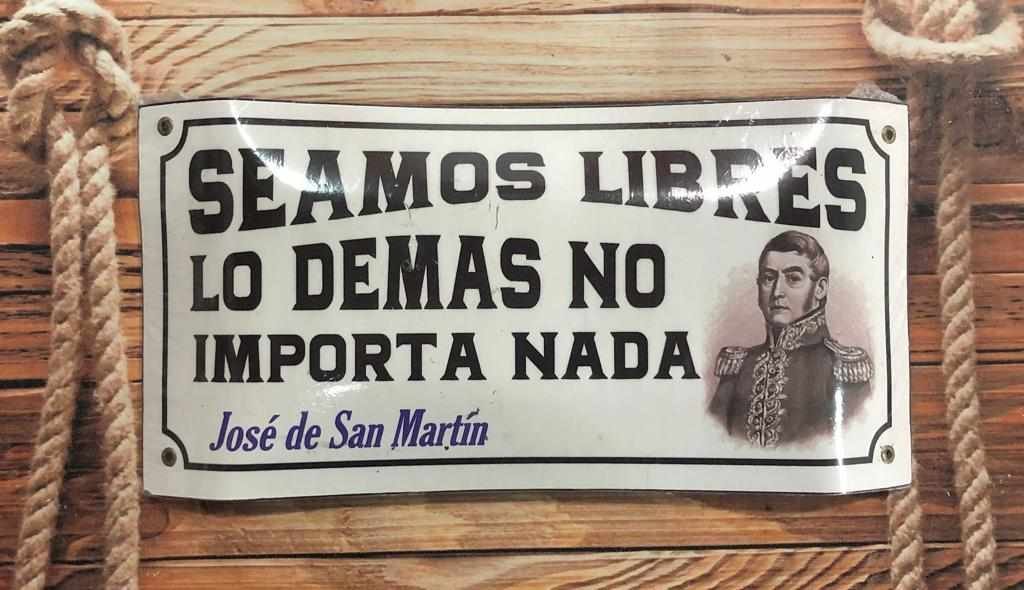 SEAMOS LIBRES
LO DEMAS NO
IMPORTA NADA
José de San Martín